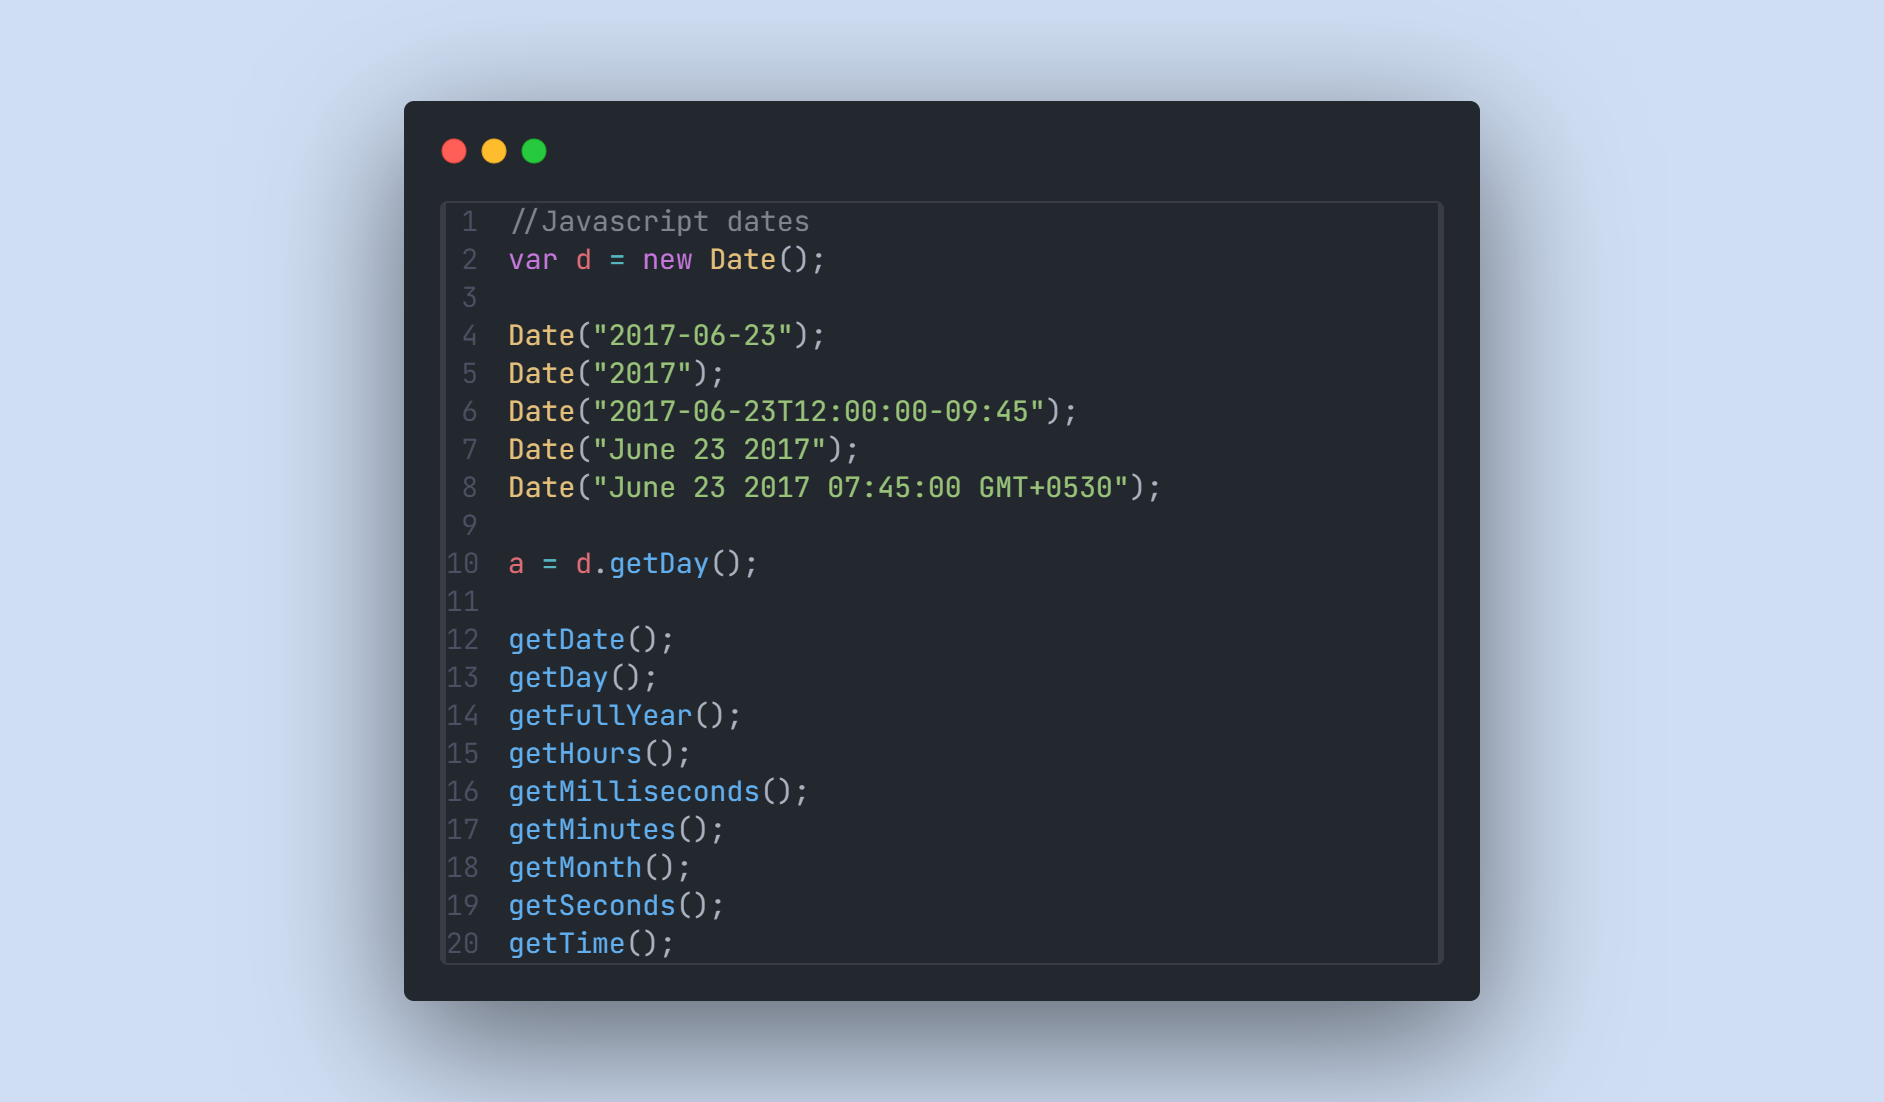 1 //Javascript dates
2 var d = new Date();
3
4 Date("2017-06-23");
5 Date("2017");
6 Date("2017-06-23T12:00:00-09:45");
7 Date("June 23 2017");
8 Date("June 23 2017 07:45:00 GMT+0530");
9
10 a = d.getDay();
11
12 getDate();
13 getDay();
14 getFullYear();
15 getHours();
16 getMilliseconds();
17 getMinutes();
18 getMonth();
19 getSeconds();
20 getTime();